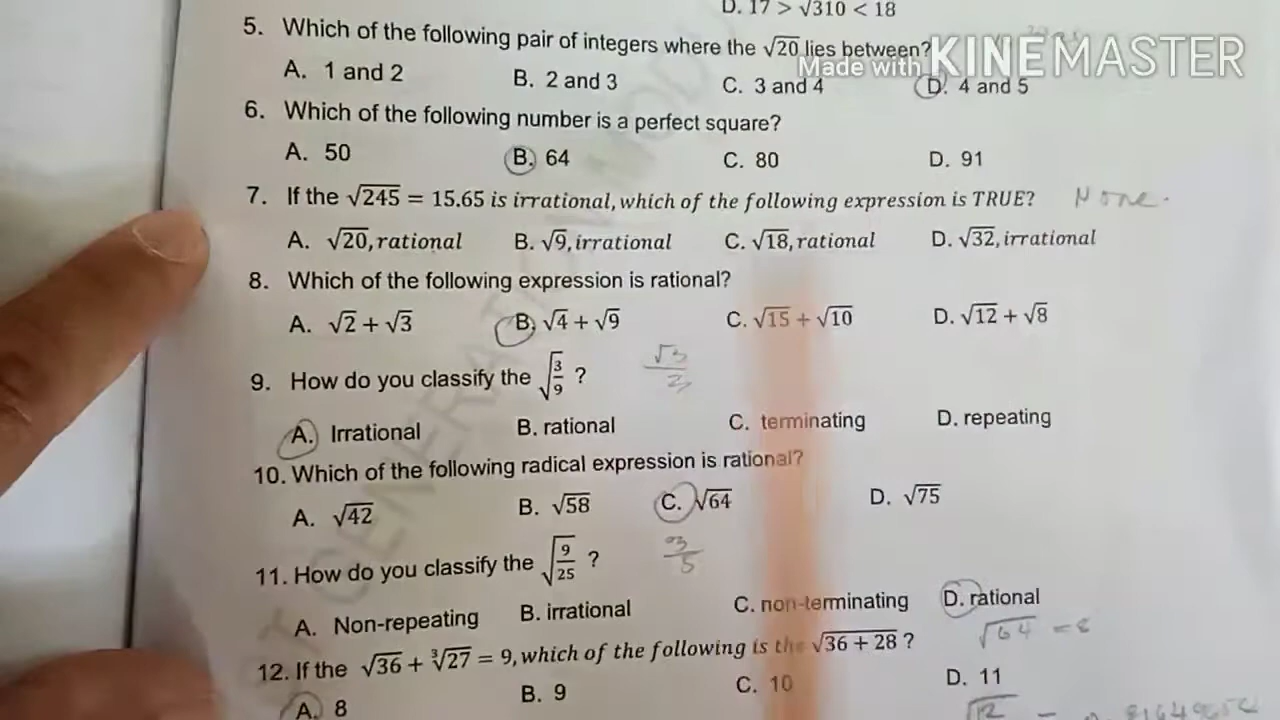 D. 17 > √310 < 18
5. Which of the following pair of integers where the √20 lies between?
Made with KINEMASTER
A. 1 and 2 B. 2 and 3 C. 3 and 4 D. 4 and 5
6. Which of the following number is a perfect square?
A. 50 B. 64 C. 80 D. 91
7. If the √245 = 15.65 is irrational, which of the following expression is TRUE? None.
A. √20, rational B. √9, irrational C. √18, rational D. √32, irrational
8. Which of the following expression is rational?
A. √2 + √3 B. √4 + √9 C. √15 + √10 D. √12 + √8
9. How do you classify the √(3/9) ? √3/3
A. Irrational B. rational C. terminating D. repeating
10. Which of the following radical expression is rational?
A. √42 B. √58 C. √64 D. √75
11. How do you classify the √(9/25) ? 3/5
A. Non-repeating B. irrational C. non-terminating D. rational
√64 = 8
12. If the √36 + ∛27 = 9, which of the following is the √(36 + 28) ?
A. 8 B. 9 C. 10 D. 11
√12